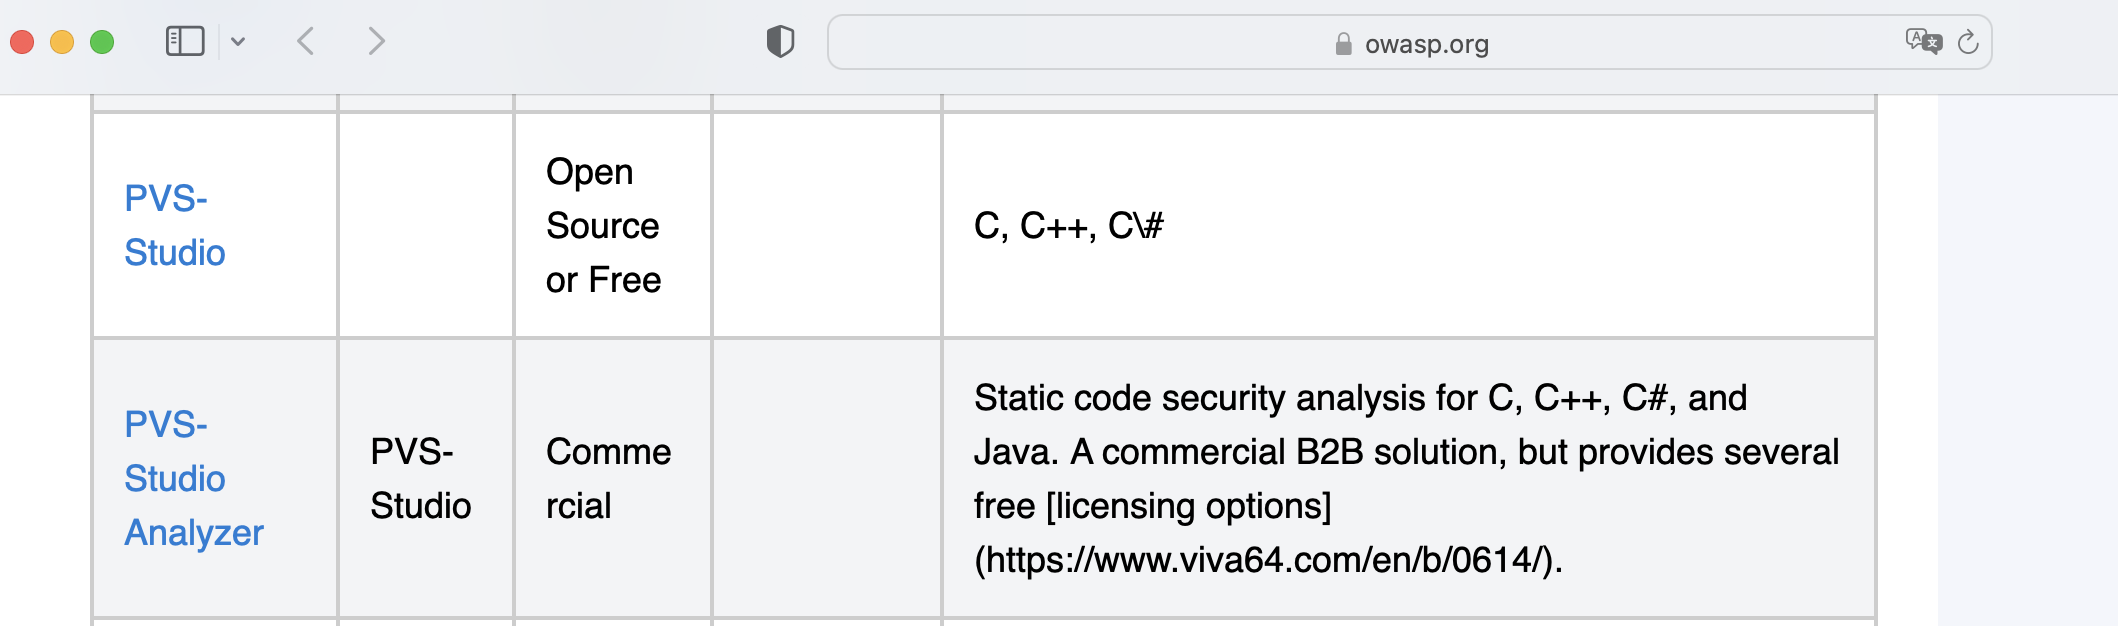 owasp.org
PVS-
Studio
Open
Source
or Free
C, C++, C\#
PVS-
Studio
Analyzer
PVS-
Studio
Comme
rcial
Static code security analysis for C, C++, C#, and
Java. A commercial B2B solution, but provides several
free [licensing options]
(https://www.viva64.com/en/b/0614/).